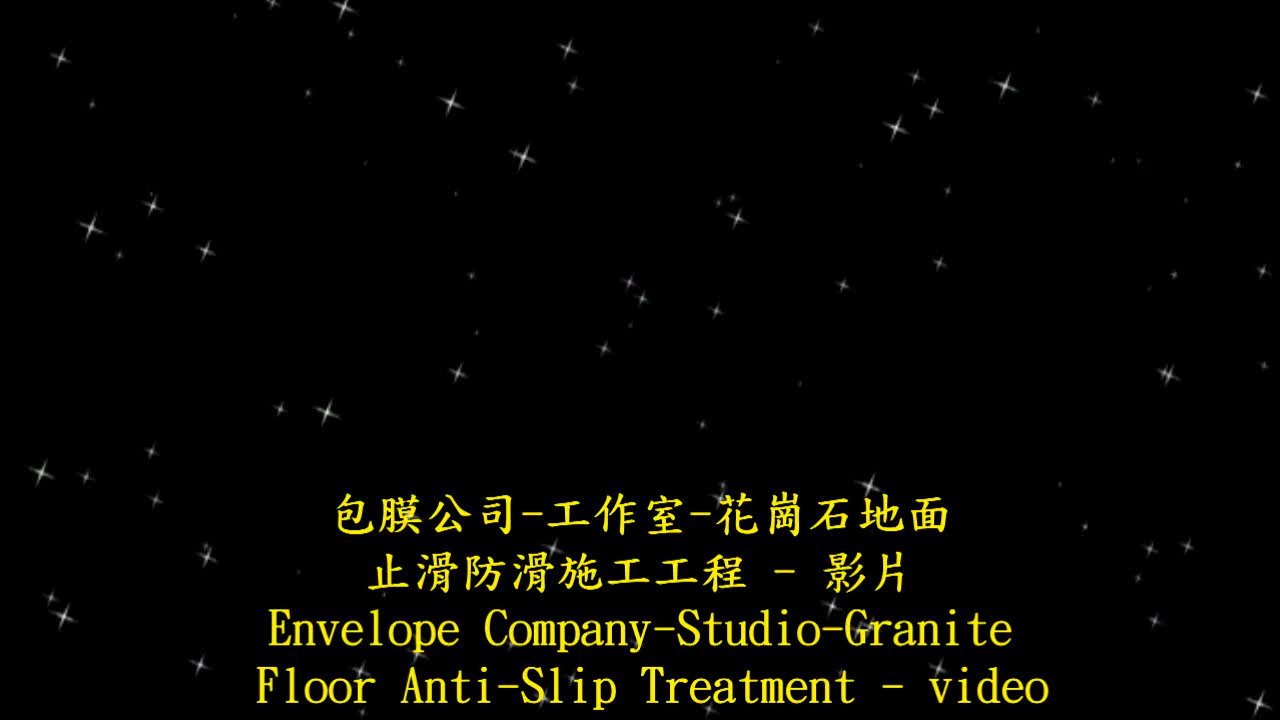 包膜公司-工作室-花崗石地面
止滑防滑施工工程 - 影片
Envelope Company-Studio-Granite
Floor Anti-Slip Treatment - video